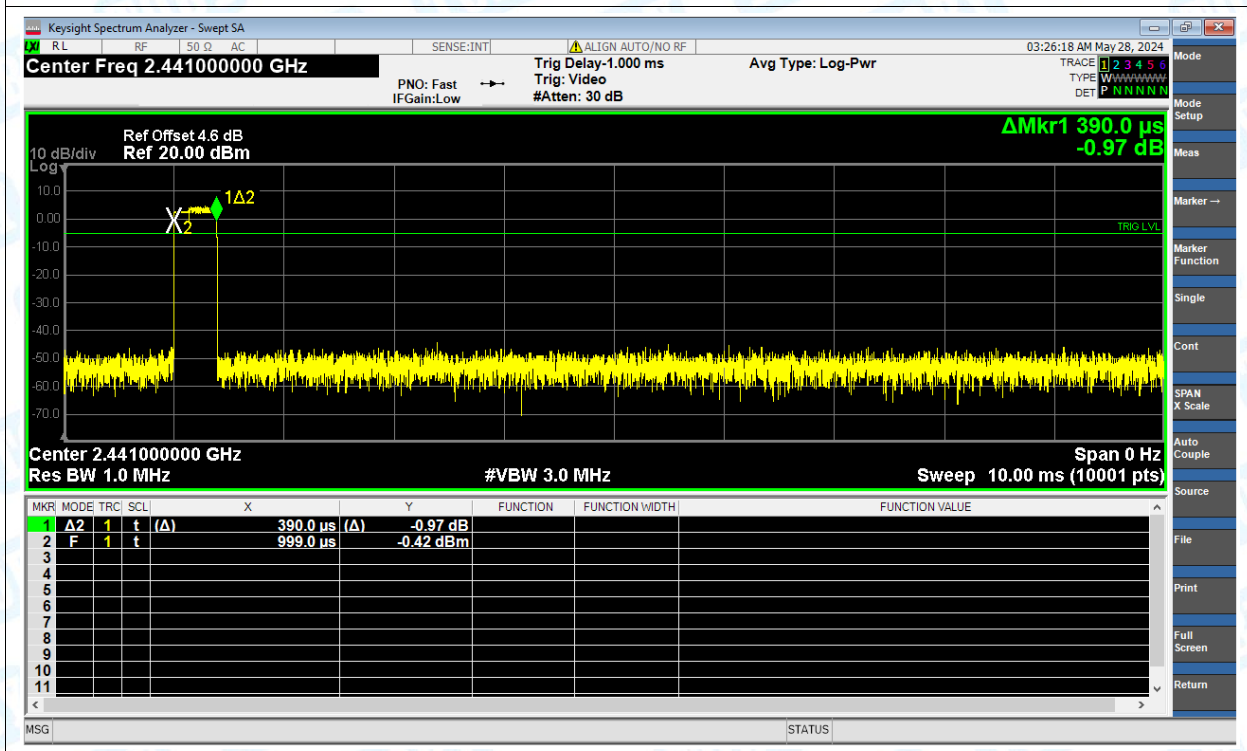 Keysight Spectrum Analyzer - Swept SA
LXI RL RF 50 Ω AC SENSE:INT ALIGN AUTO/NO RF 03:26:18 AM May 28, 2024
Center Freq 2.441000000 GHz
PNO: Fast
IFGain:Low
Trig Delay-1.000 ms
Trig: Video
#Atten: 30 dB
Avg Type: Log-Pwr
TRACE 1 2 3 4 5 6
TYPE WWWWWW
DET P N N N N N
ΔMkr1 390.0 µs
-0.97 dB
Ref Offset 4.6 dB
10 dB/div Ref 20.00 dBm
Log
10.0
0.00
-10.0
-20.0
-30.0
-40.0
-50.0
-60.0
-70.0
1Δ2
2
TRIG LVL
Center 2.441000000 GHz Span 0 Hz
Res BW 1.0 MHz #VBW 3.0 MHz Sweep 10.00 ms (10001 pts)
MKR MODE TRC SCL X Y FUNCTION FUNCTION WIDTH FUNCTION VALUE
1 Δ2 1 t (Δ) 390.0 µs (Δ) -0.97 dB
2 F 1 t 999.0 µs -0.42 dBm
3
4
5
6
7
8
9
10
11
MSG STATUS
Mode
Mode
Setup
Meas
Marker →
Marker
Function
Single
Cont
SPAN
X Scale
Auto
Couple
Source
File
Print
Full
Screen
Return